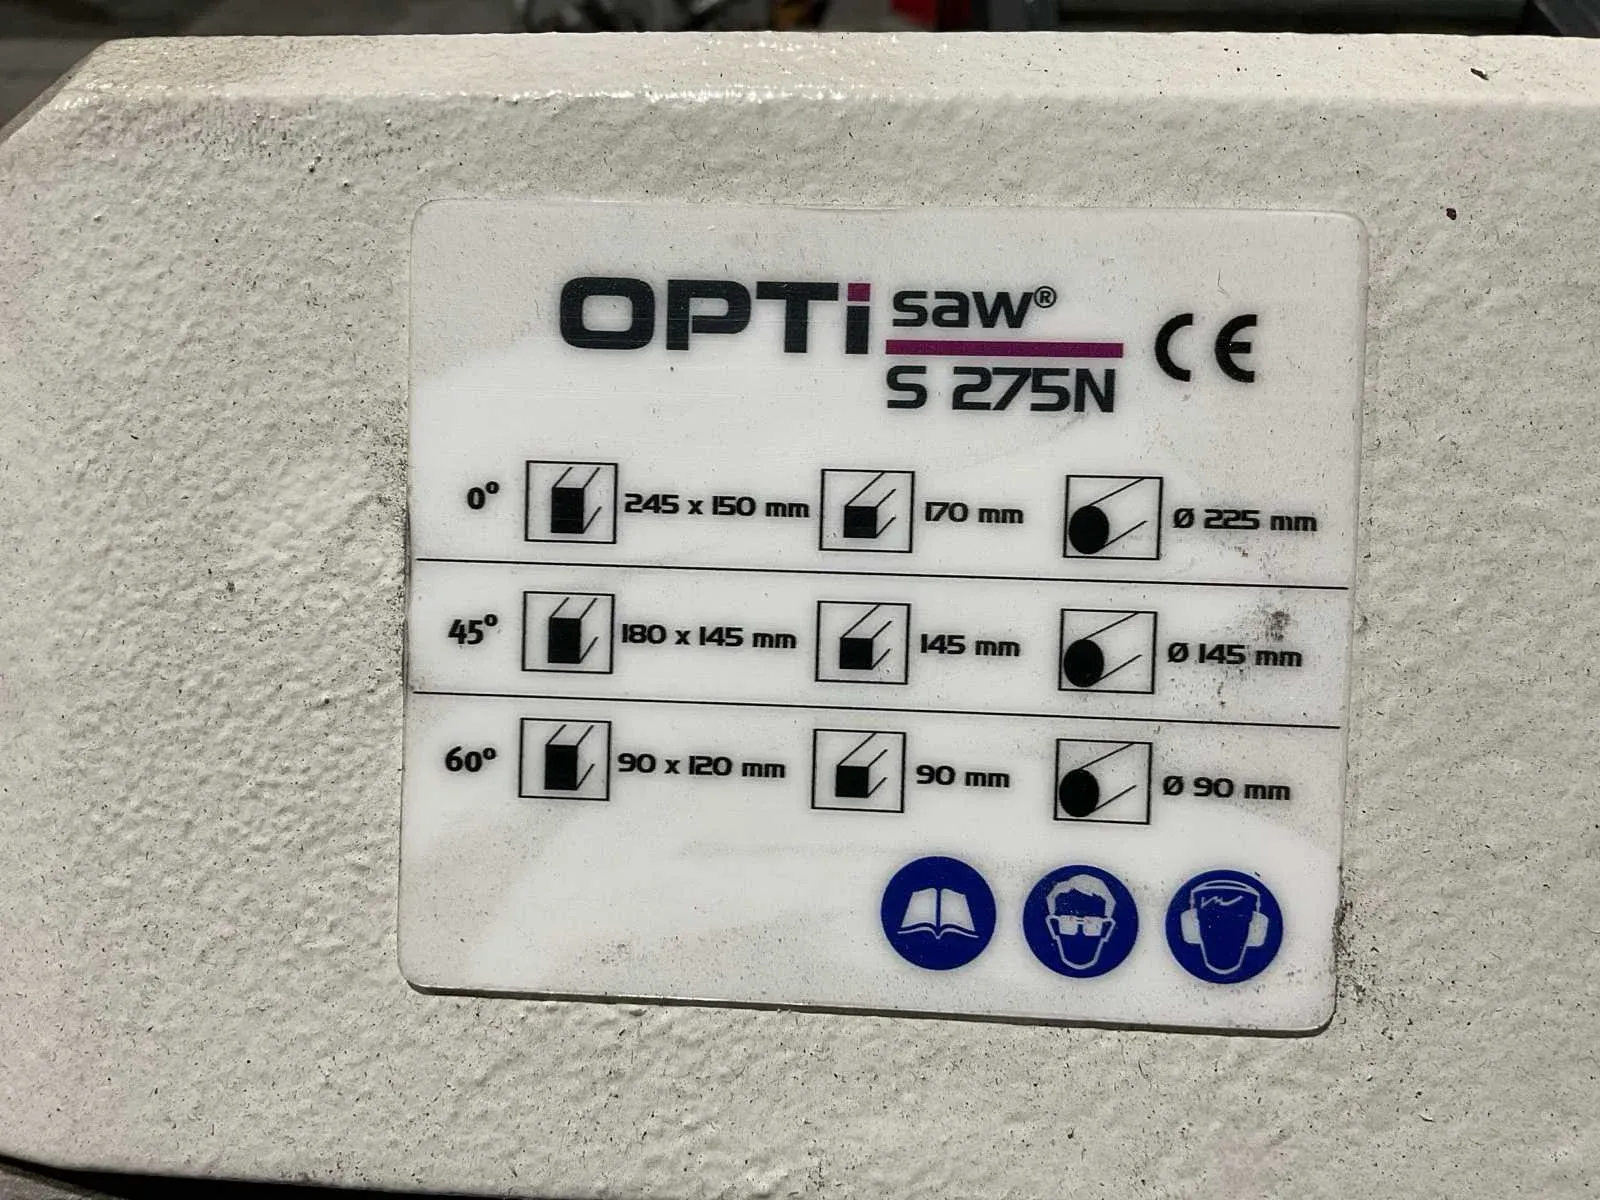 OPTi saw®
S 275N
CE
0° 245 x 150 mm 170 mm Ø 225 mm
45° 180 x 145 mm 145 mm Ø 145 mm
60° 90 x 120 mm 90 mm Ø 90 mm